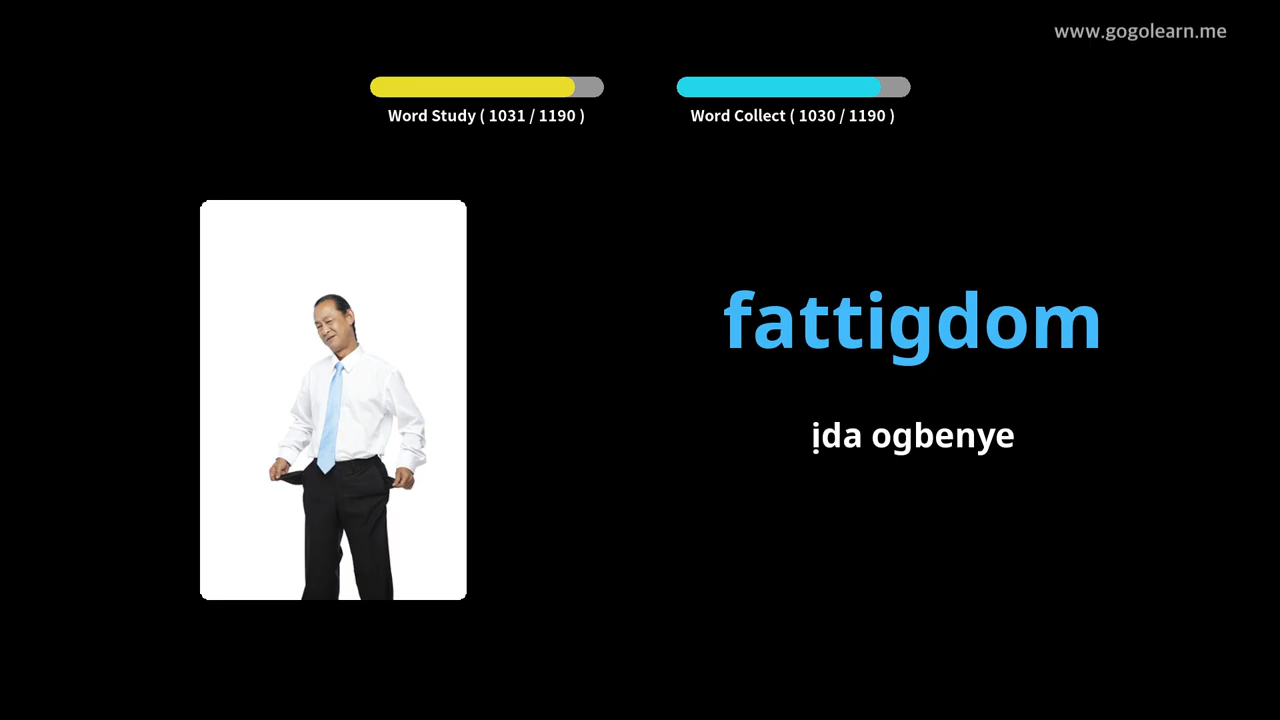 www.gogolearn.me
Word Study ( 1031 / 1190 )
Word Collect ( 1030 / 1190 )
fattigdom
ịda ogbenye